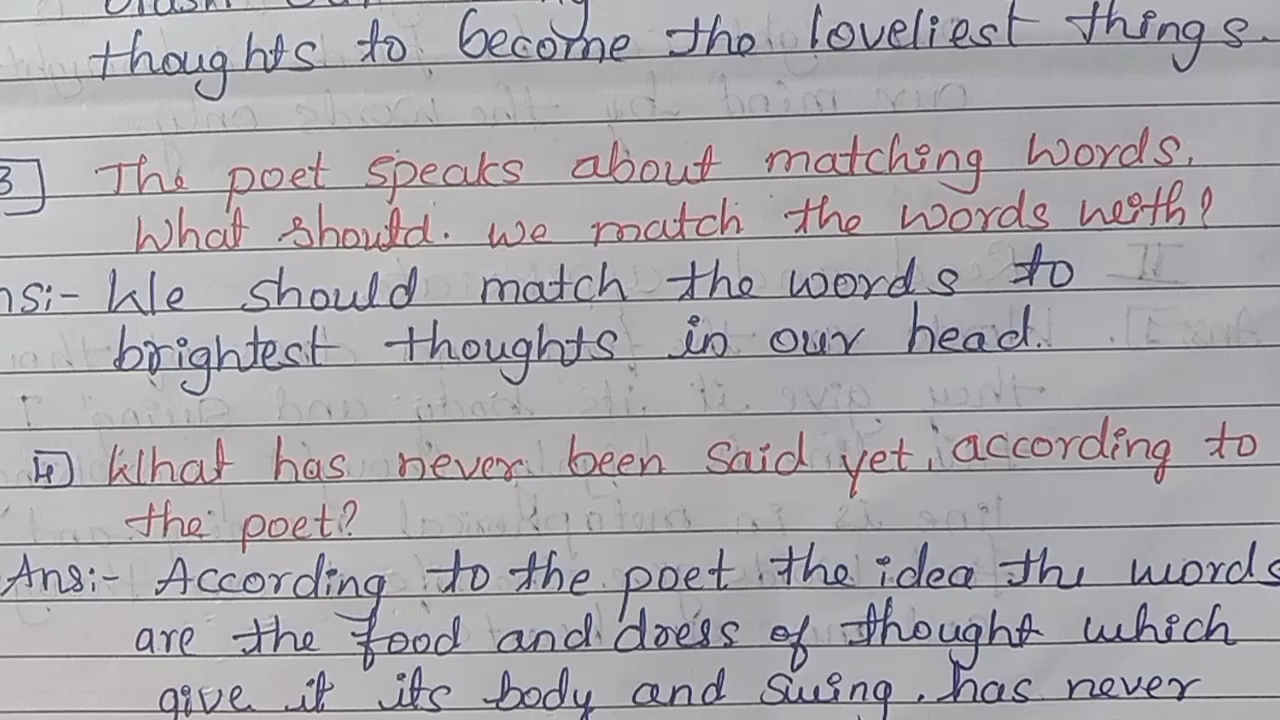 thoughts to become the loveliest things.
3] The poet speaks about matching words.
What should. we match the words with?
ns:- We should match the words to
brightest thoughts in our head.
4] What has never been said yet, according to
the poet?
Ans:- According to the poet. the idea the words
are the food and dress of thought which
give it its body and swing. has never